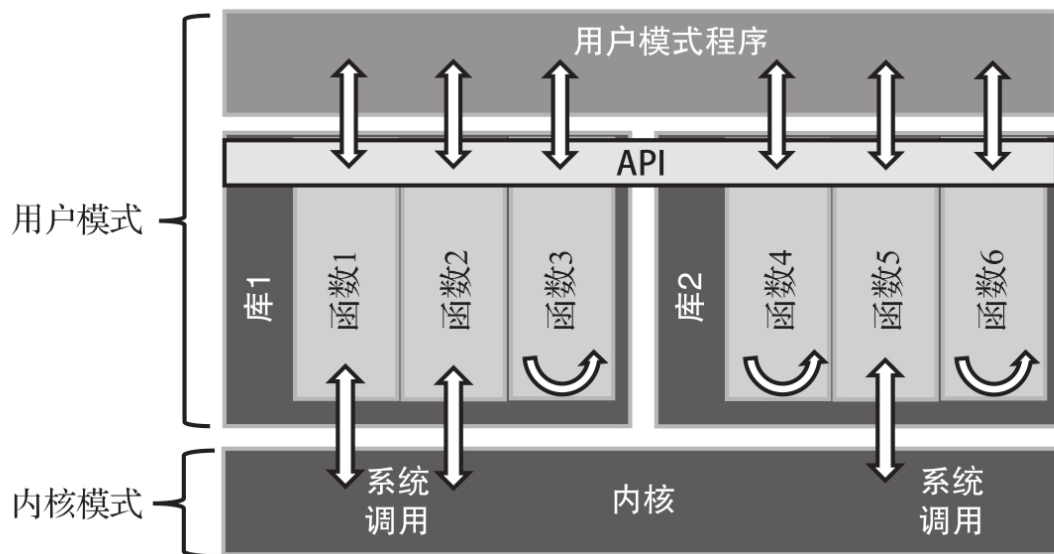 用户模式程序
API
用户模式
库1
函数1
函数2
函数3
库2
函数4
函数5
函数6
内核模式
系统
调用
内核
系统
调用